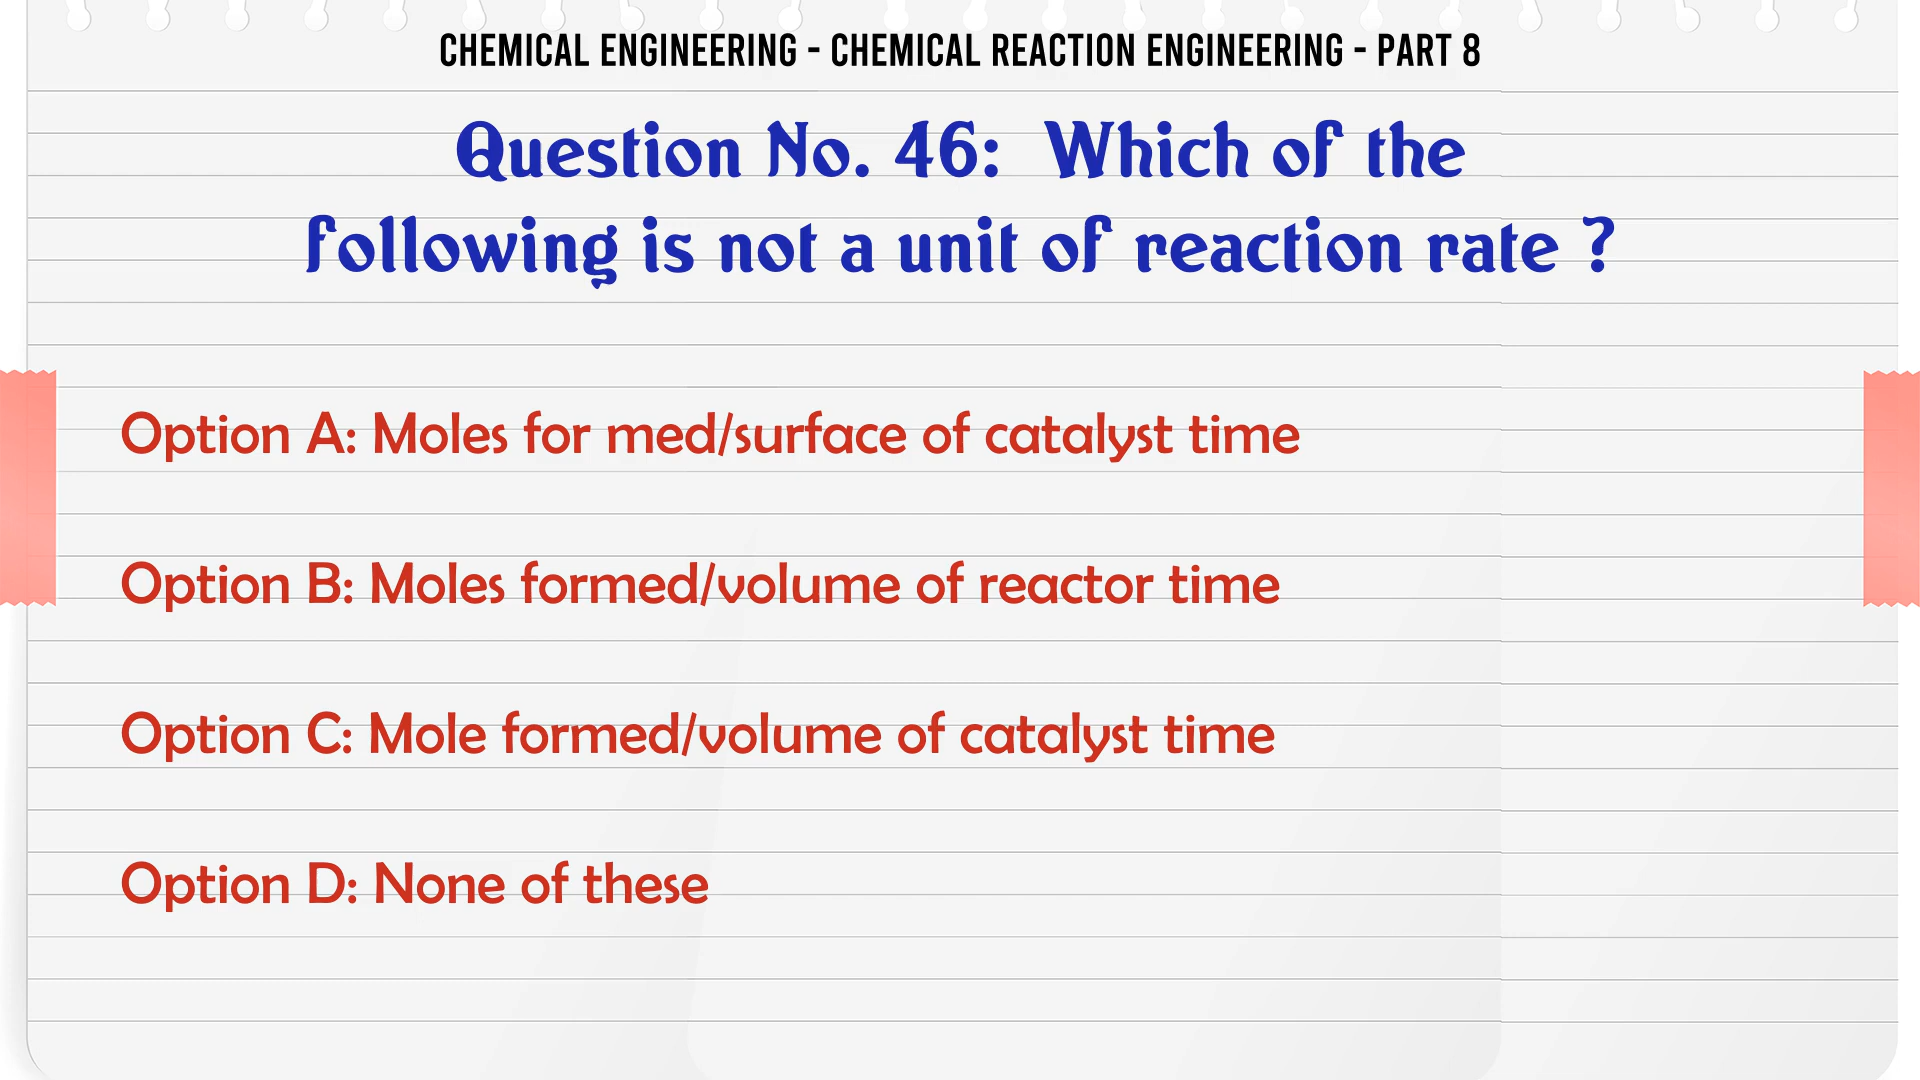 CHEMICAL ENGINEERING - CHEMICAL REACTION ENGINEERING - PART 8
Question No. 46: Which of the
following is not a unit of reaction rate ?
Option A: Moles for med/surface of catalyst time
Option B: Moles formed/volume of reactor time
Option C: Mole formed/volume of catalyst time
Option D: None of these